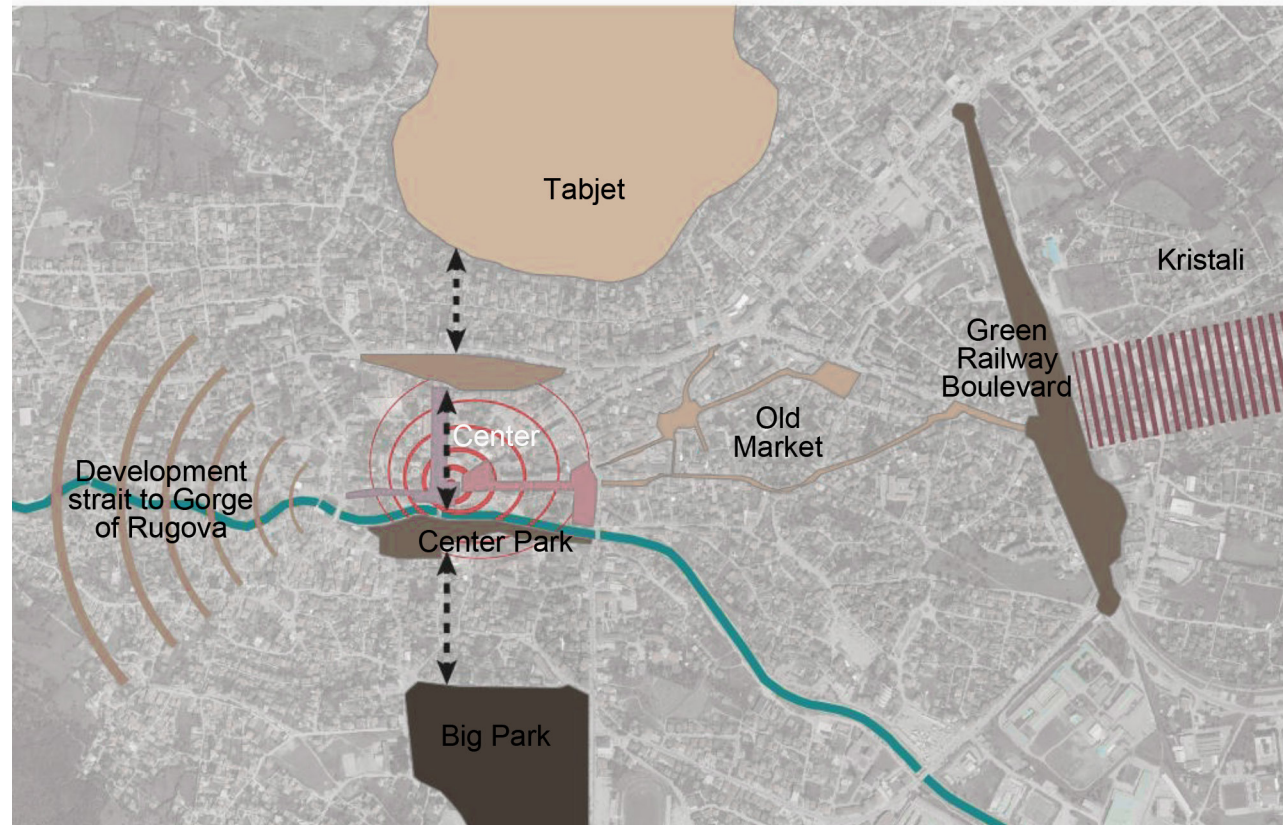 Tabjet
Kristali
Green
Railway
Boulevard
Center
Old
Market
Development
strait to Gorge
of Rugova
Center Park
Big Park